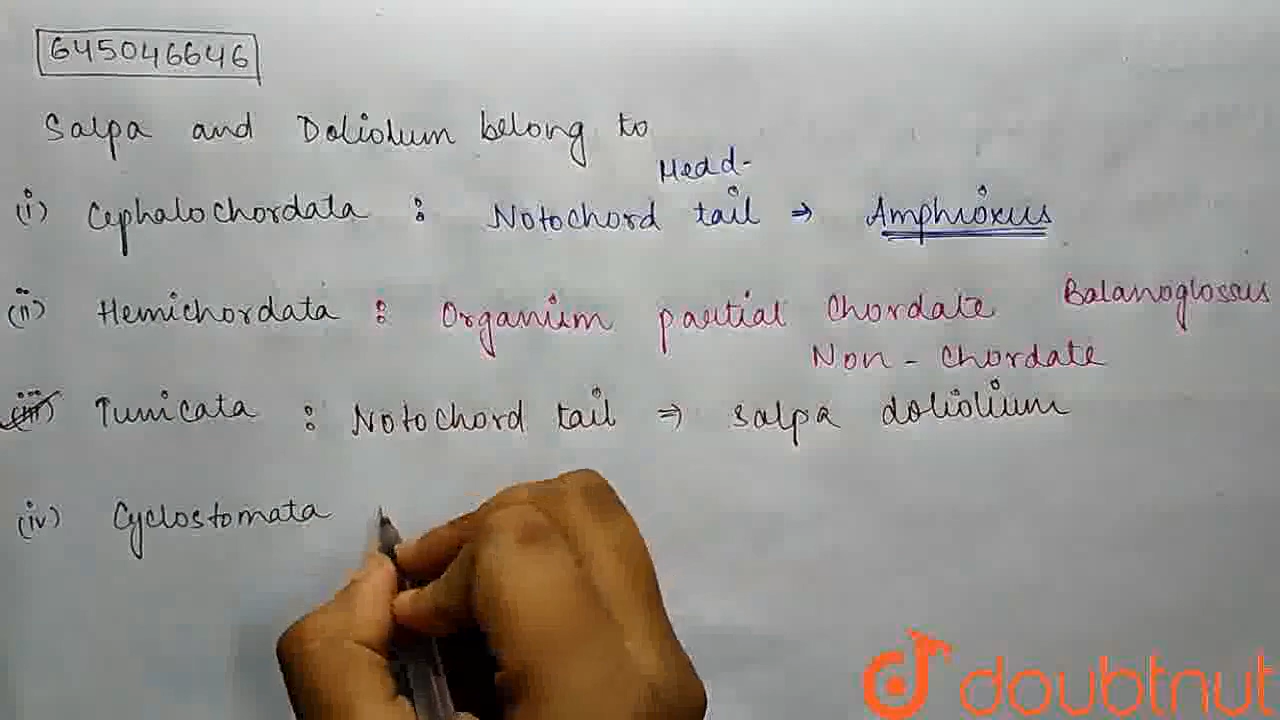 645046646
Salpa and Doliolum belong to
(i) Cephalochordata : Notochord Head-tail ⇒ Amphioxus
(ii) Hemichordata : Organism partial Chordate Balanoglossus
Non-chordate
(iii) Tunicata : Notochord tail ⇒ Salpa doliolium
(iv) Cyclostomata
doubtnut